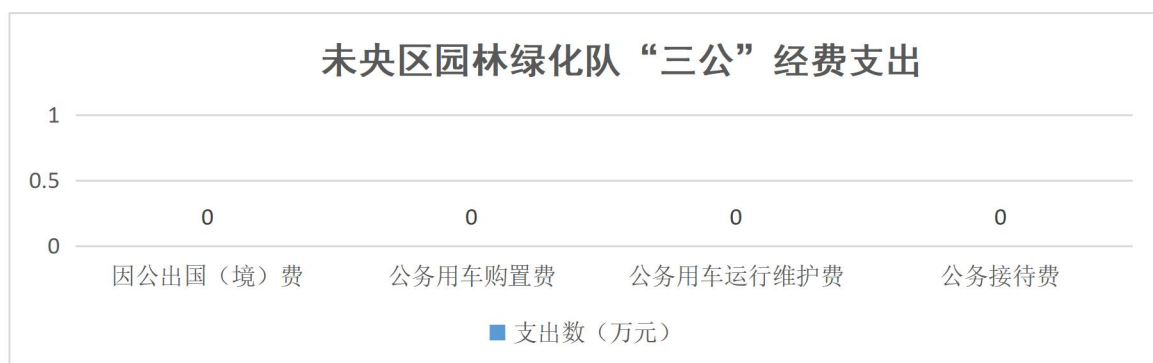 未央区园林绿化队“三公”经费支出
1
0.5
0
0 0 0 0
因公出国（境）费 公务用车购置费 公务用车运行维护费 公务接待费
支出数（万元）